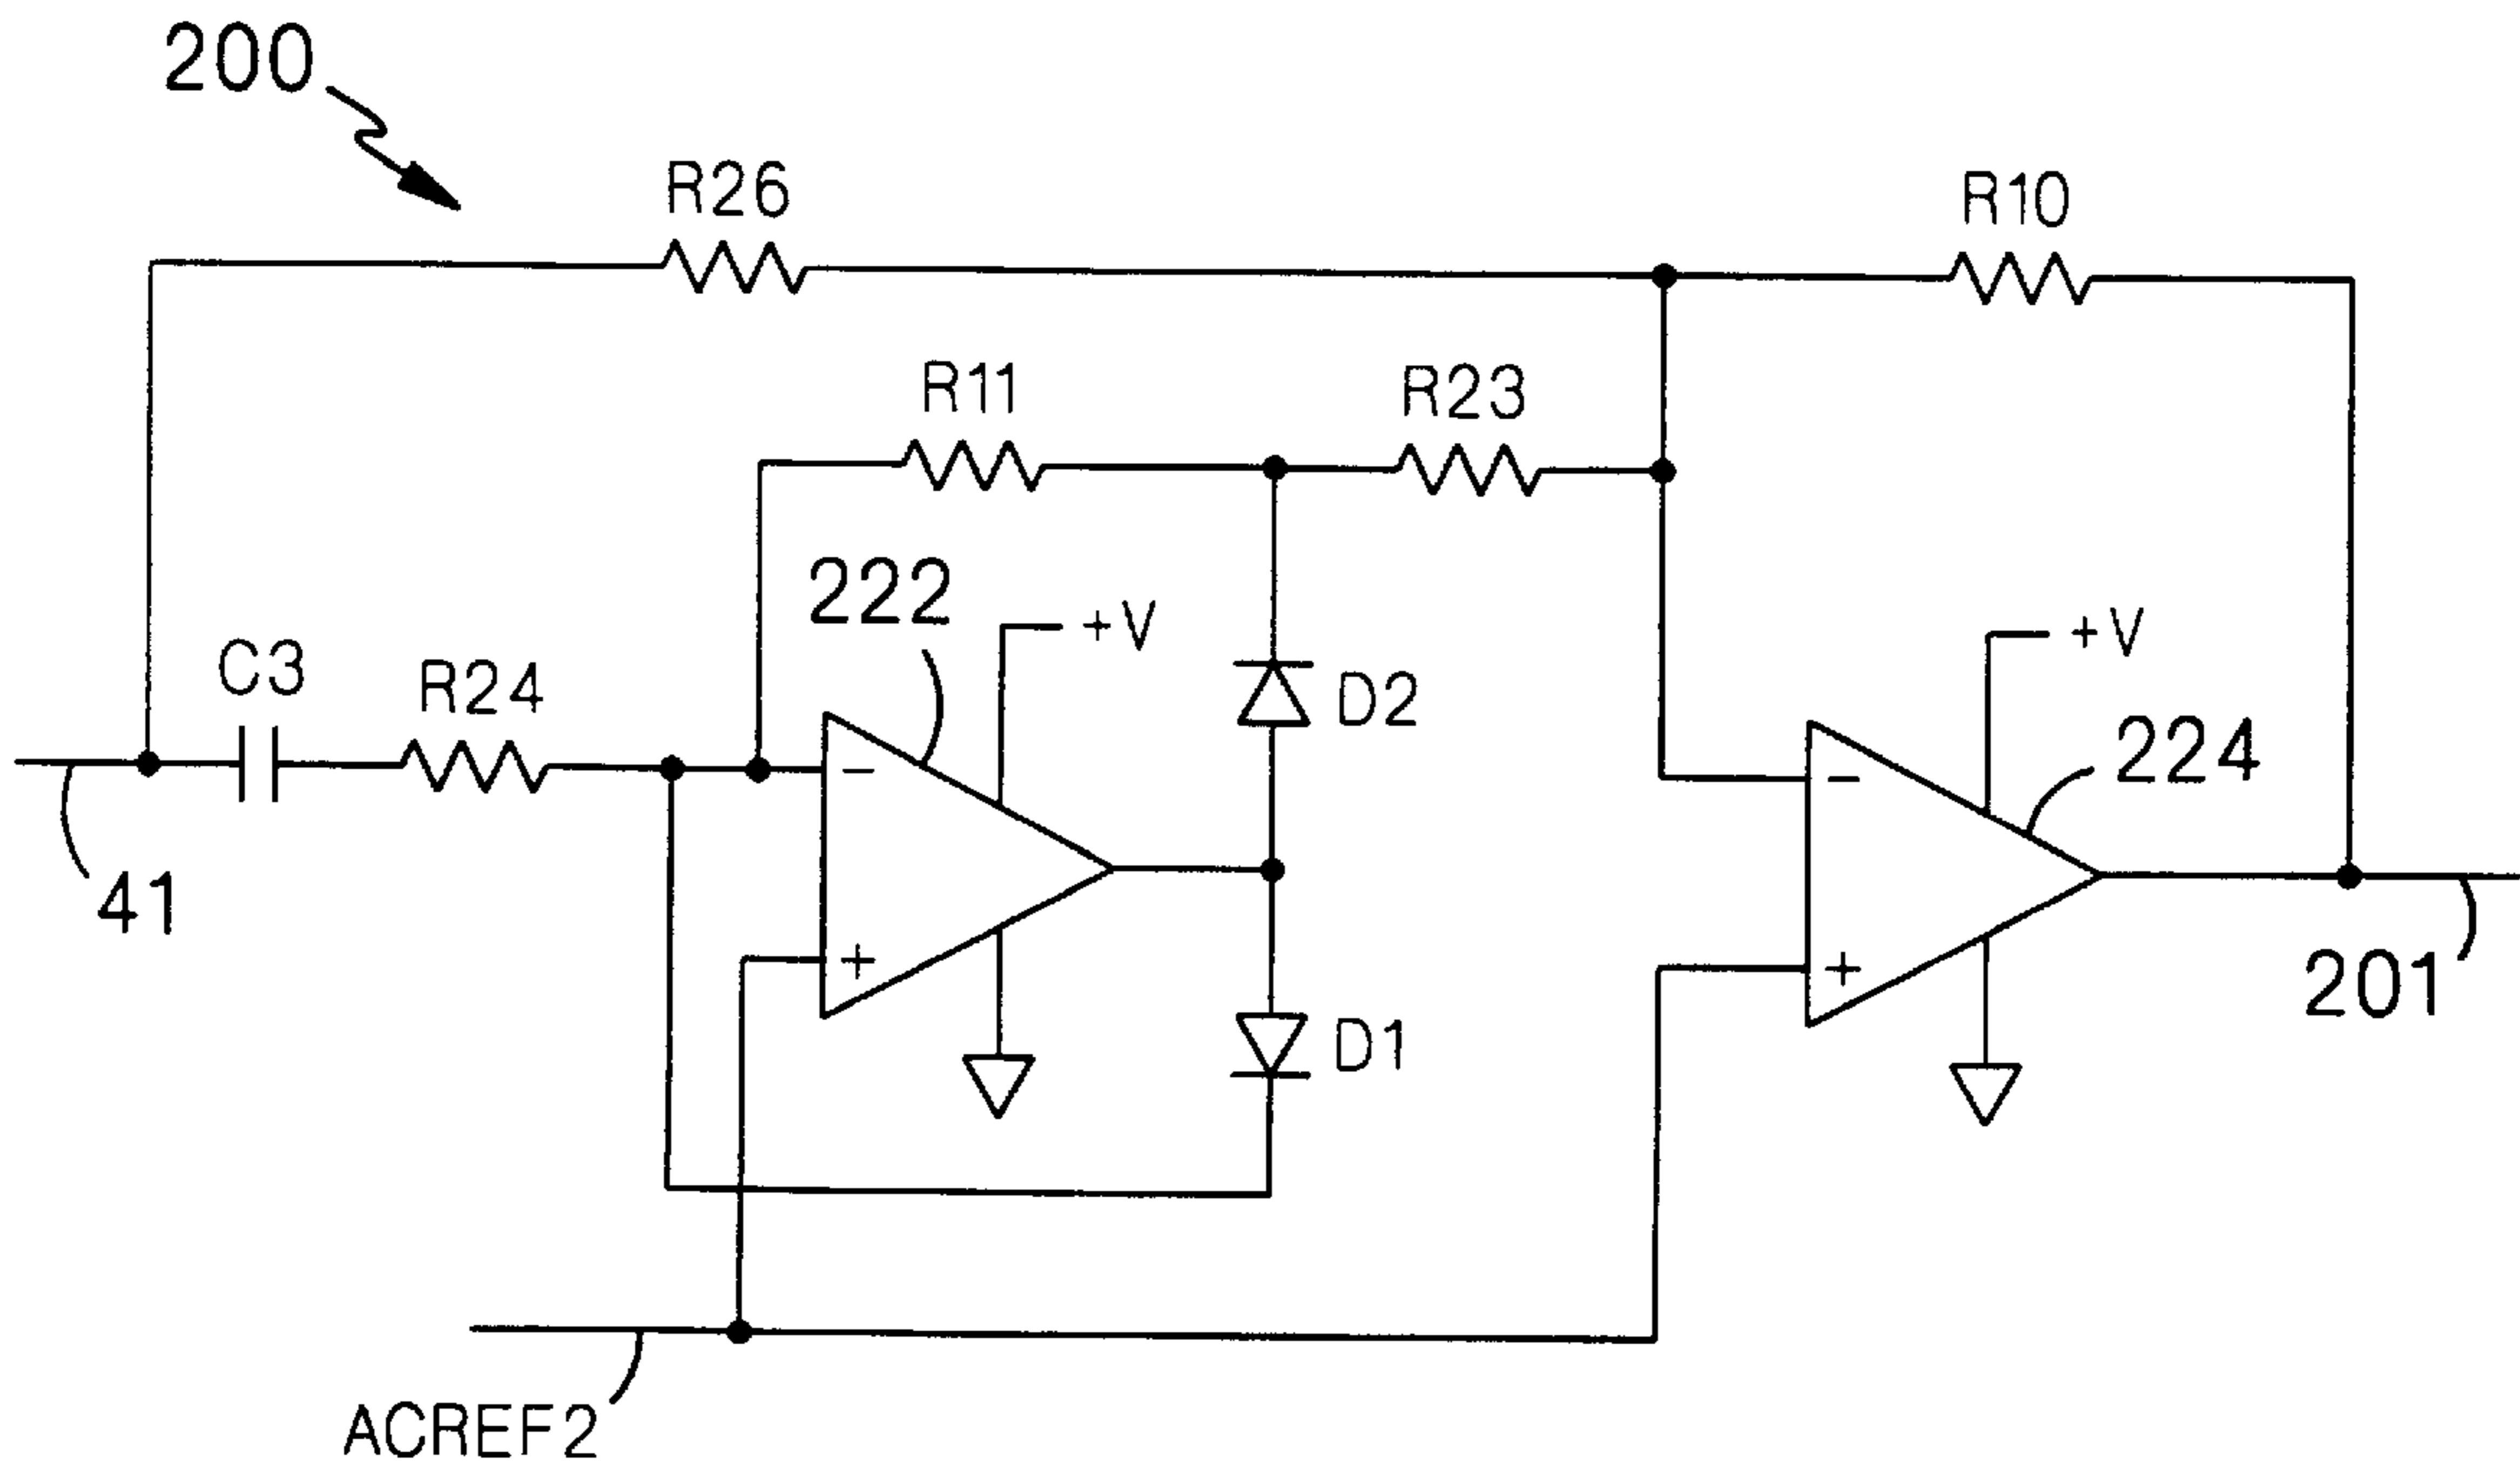 200
R26
R10
R11
R23
222
+V
+V
C3
R24
D2
224
−
−
41
+
+
201
D1
ACREF2